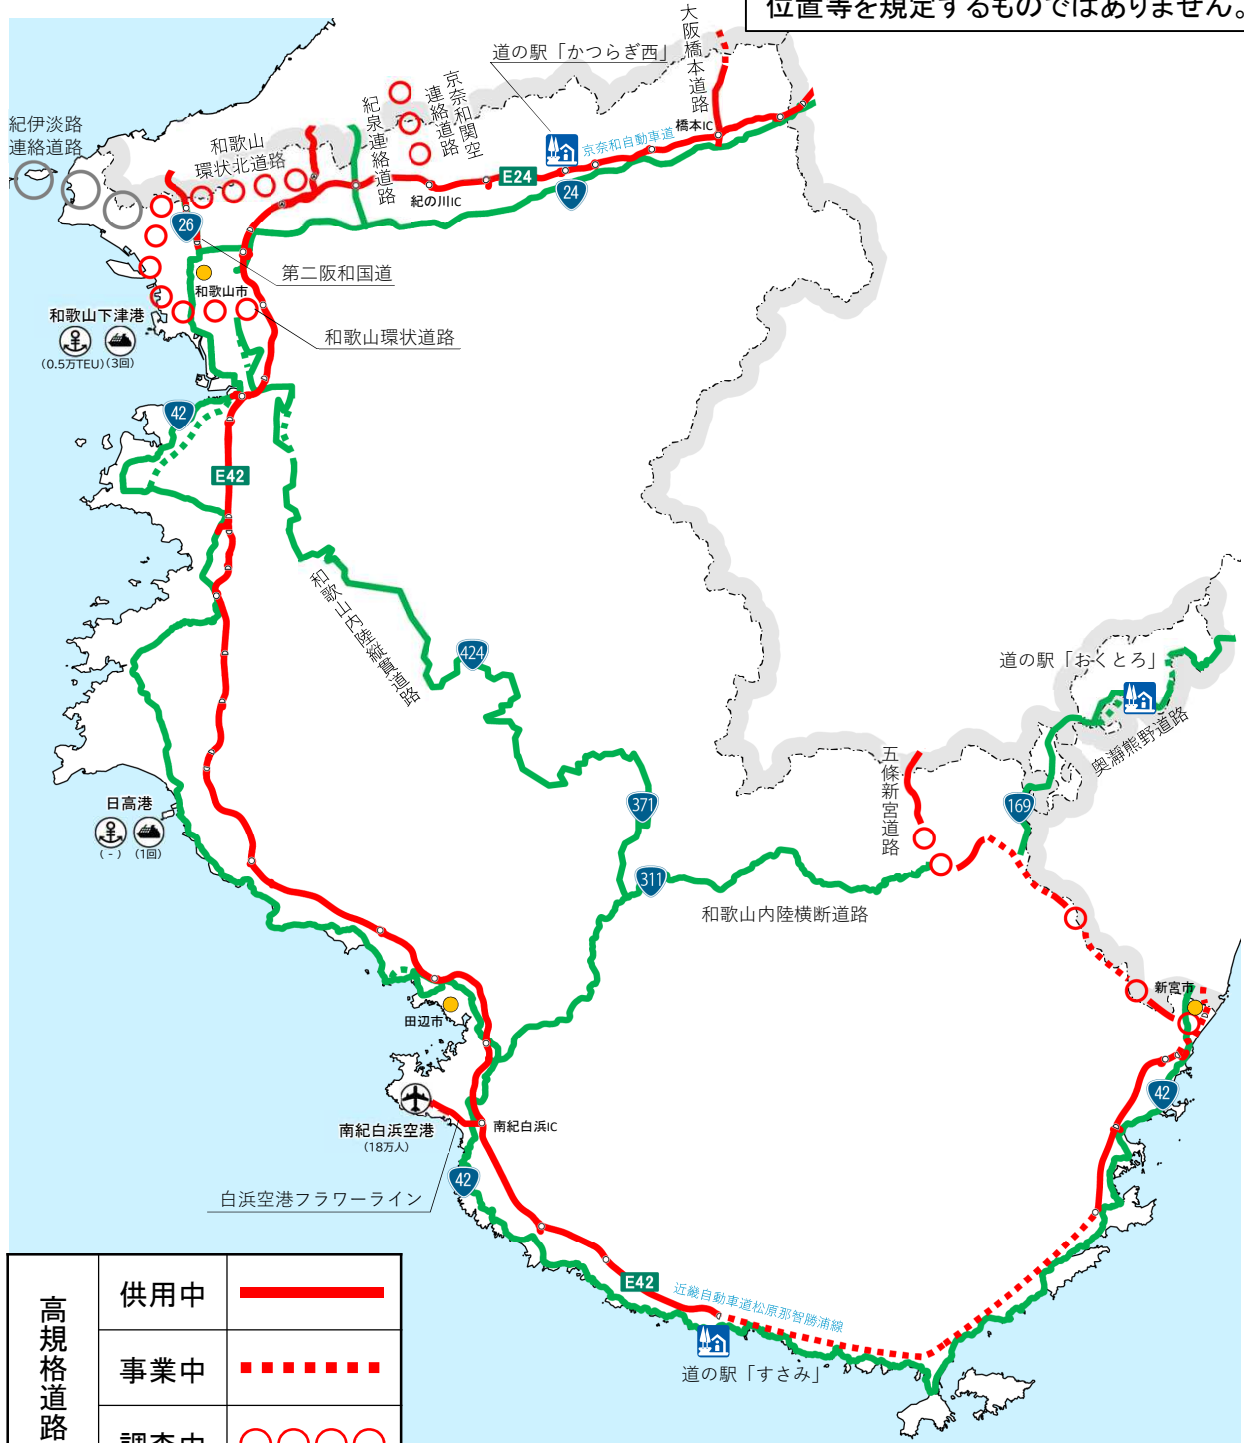 位置等を規定するものではありません。
大阪橋本道路
道の駅「かつらぎ西」
京奈和関空
連絡道路
紀泉連絡道路
紀伊淡路
連絡道路
和歌山
環状北道路
橋本IC
京奈和自動車道
E24
24
紀の川IC
26
第二阪和国道
和歌山市
和歌山下津港
(0.5万TEU)
(3回)
和歌山環状道路
42
E42
和歌山内陸縦貫道路
424
道の駅「おくとろ」
奥瀞熊野道路
五條新宮道路
169
371
日高港
( - )
(1回)
311
和歌山内陸横断道路
新宮市
田辺市
42
南紀白浜空港
(18万人)
南紀白浜IC
42
白浜空港フラワーライン
E42
近畿自動車道松原那智勝浦線
道の駅「すさみ」
高規格道路
供用中
事業中
調査中